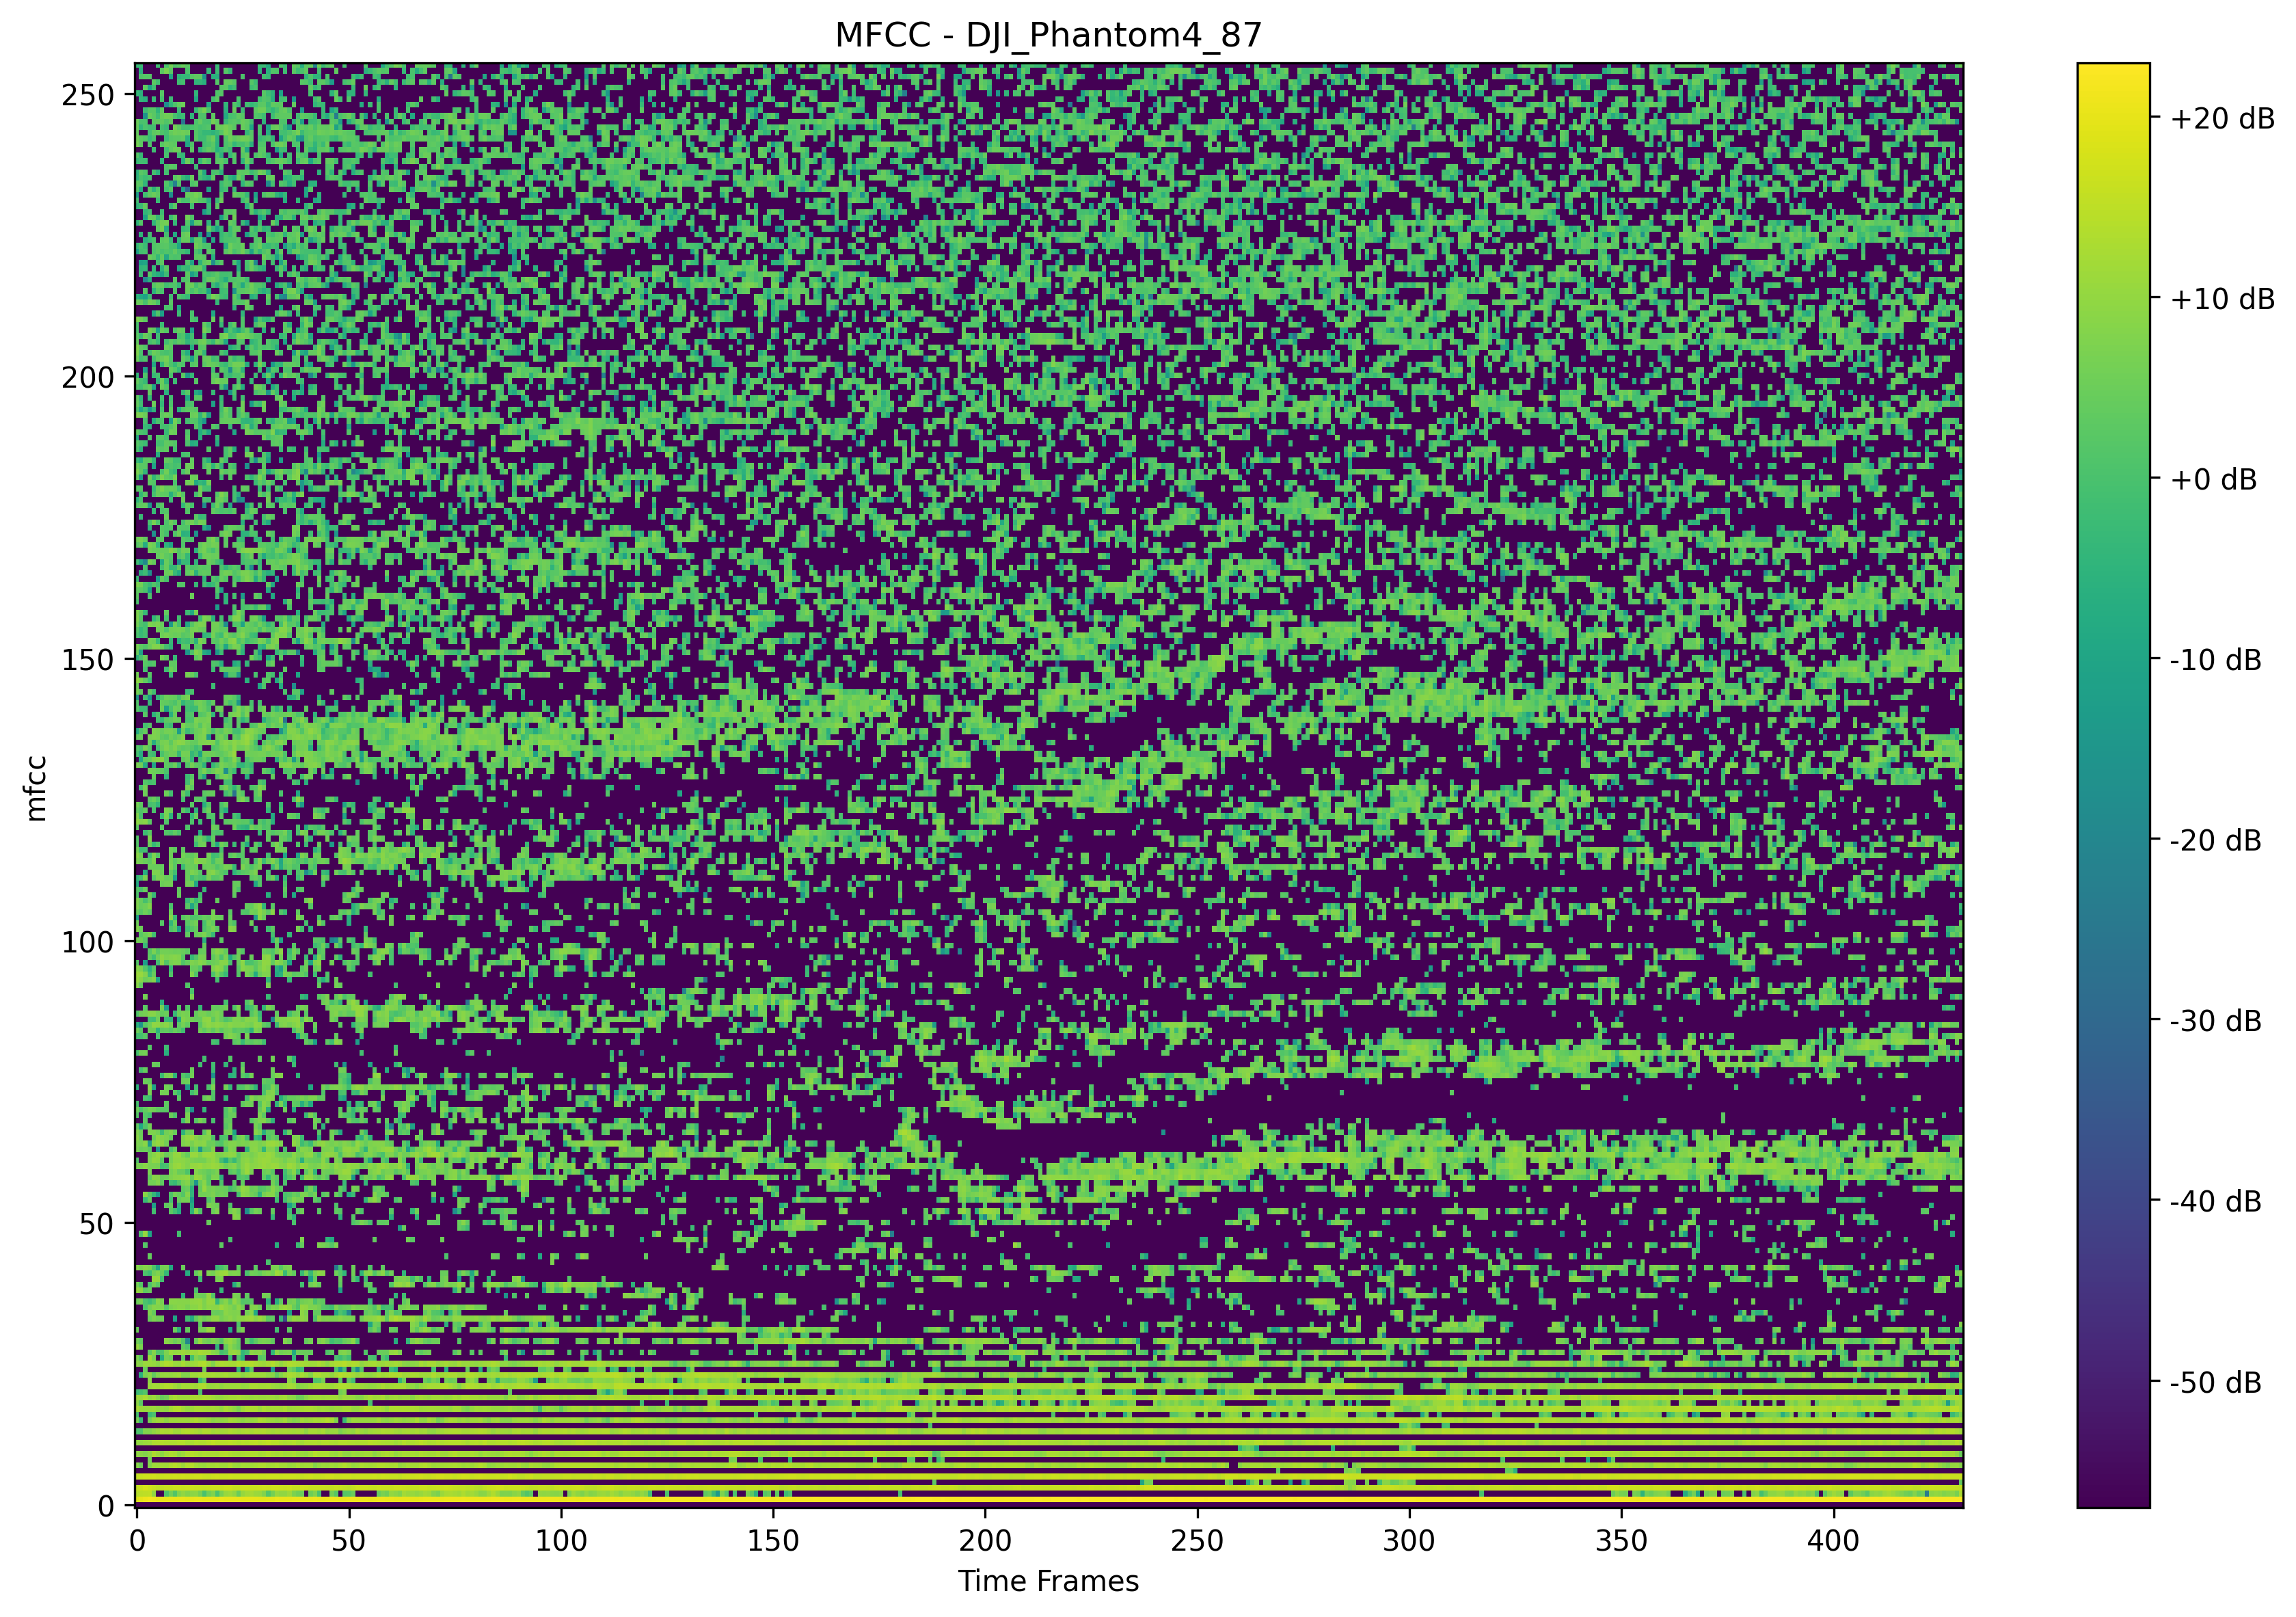 MFCC - DJI_Phantom4_87
250
200
150
100
50
0
mfcc
0 50 100 150 200 250 300 350 400
Time Frames
+20 dB
+10 dB
+0 dB
-10 dB
-20 dB
-30 dB
-40 dB
-50 dB